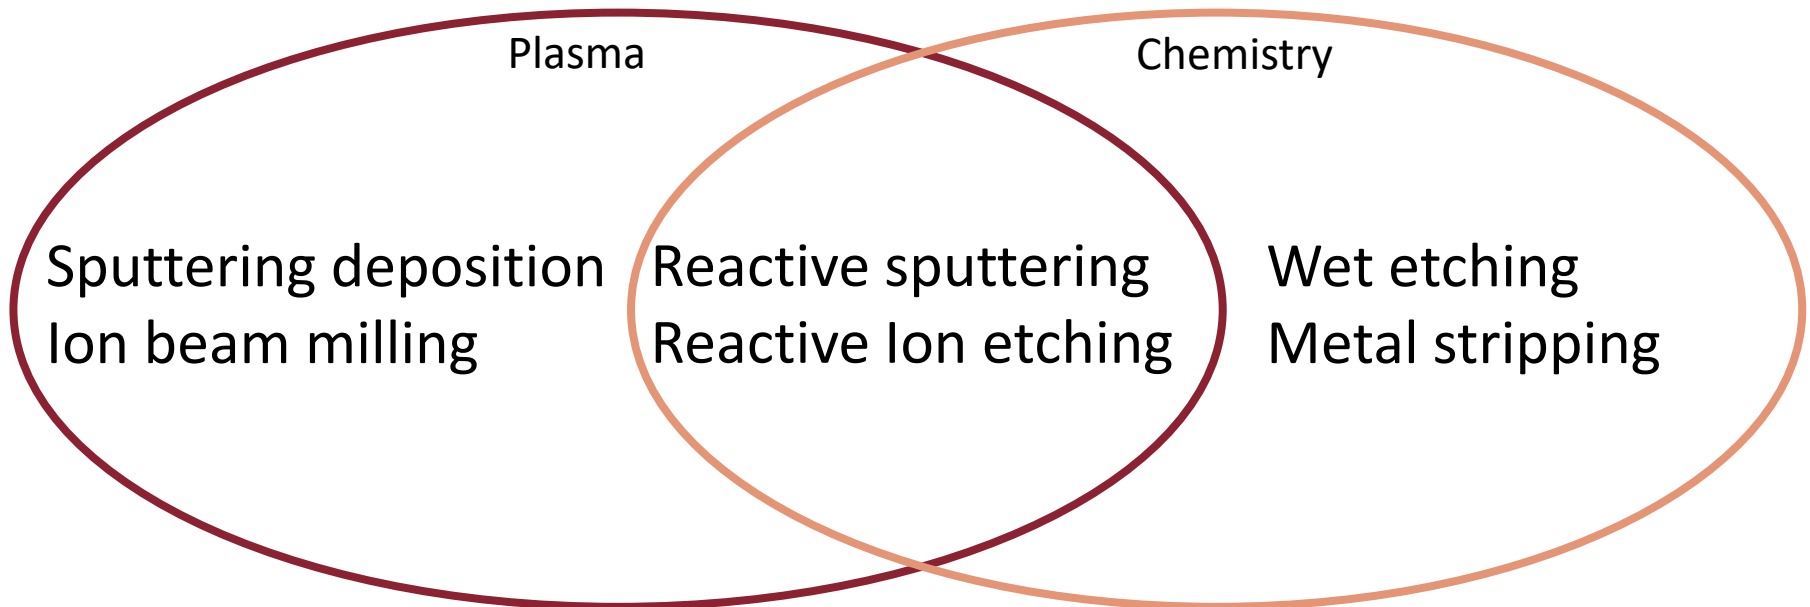 Plasma
Chemistry
Sputtering deposition
Ion beam milling
Reactive sputtering
Reactive Ion etching
Wet etching
Metal stripping